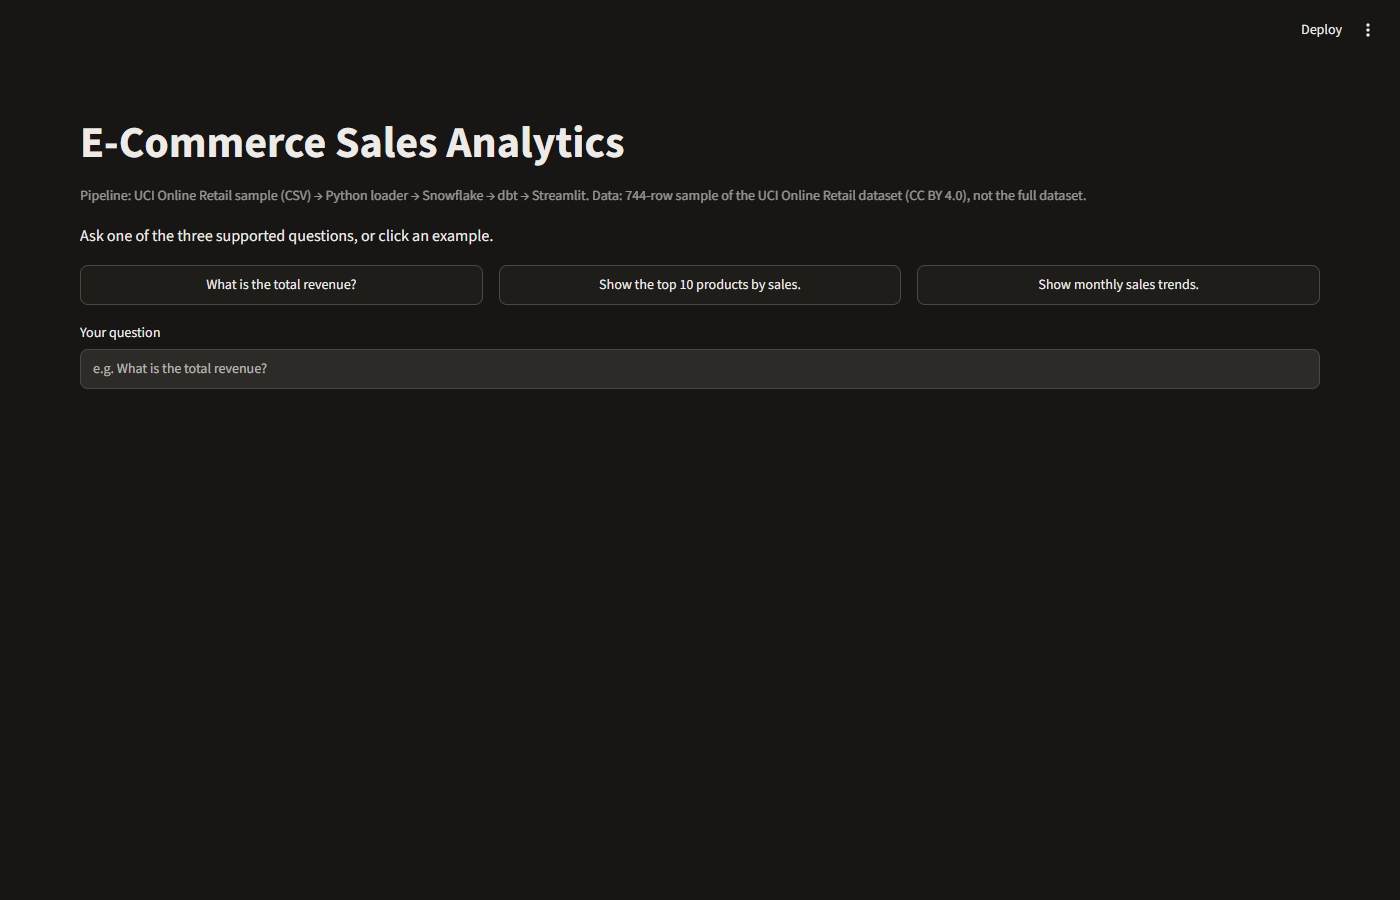 Deploy
E-Commerce Sales Analytics
Pipeline: UCI Online Retail sample (CSV) → Python loader → Snowflake → dbt → Streamlit. Data: 744-row sample of the UCI Online Retail dataset (CC BY 4.0), not the full dataset.
Ask one of the three supported questions, or click an example.
What is the total revenue?
Show the top 10 products by sales.
Show monthly sales trends.
Your question
e.g. What is the total revenue?